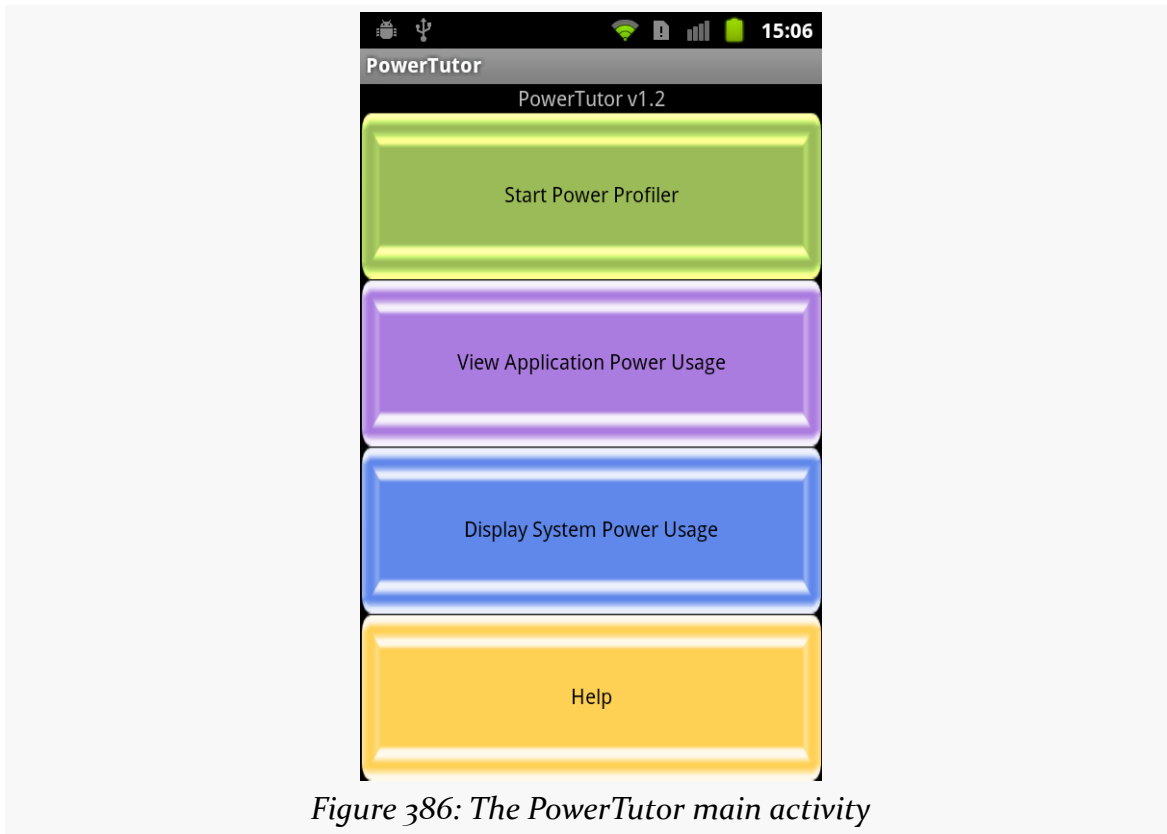 15:06
PowerTutor
PowerTutor v1.2
Start Power Profiler
View Application Power Usage
Display System Power Usage
Help
Figure 386: The PowerTutor main activity